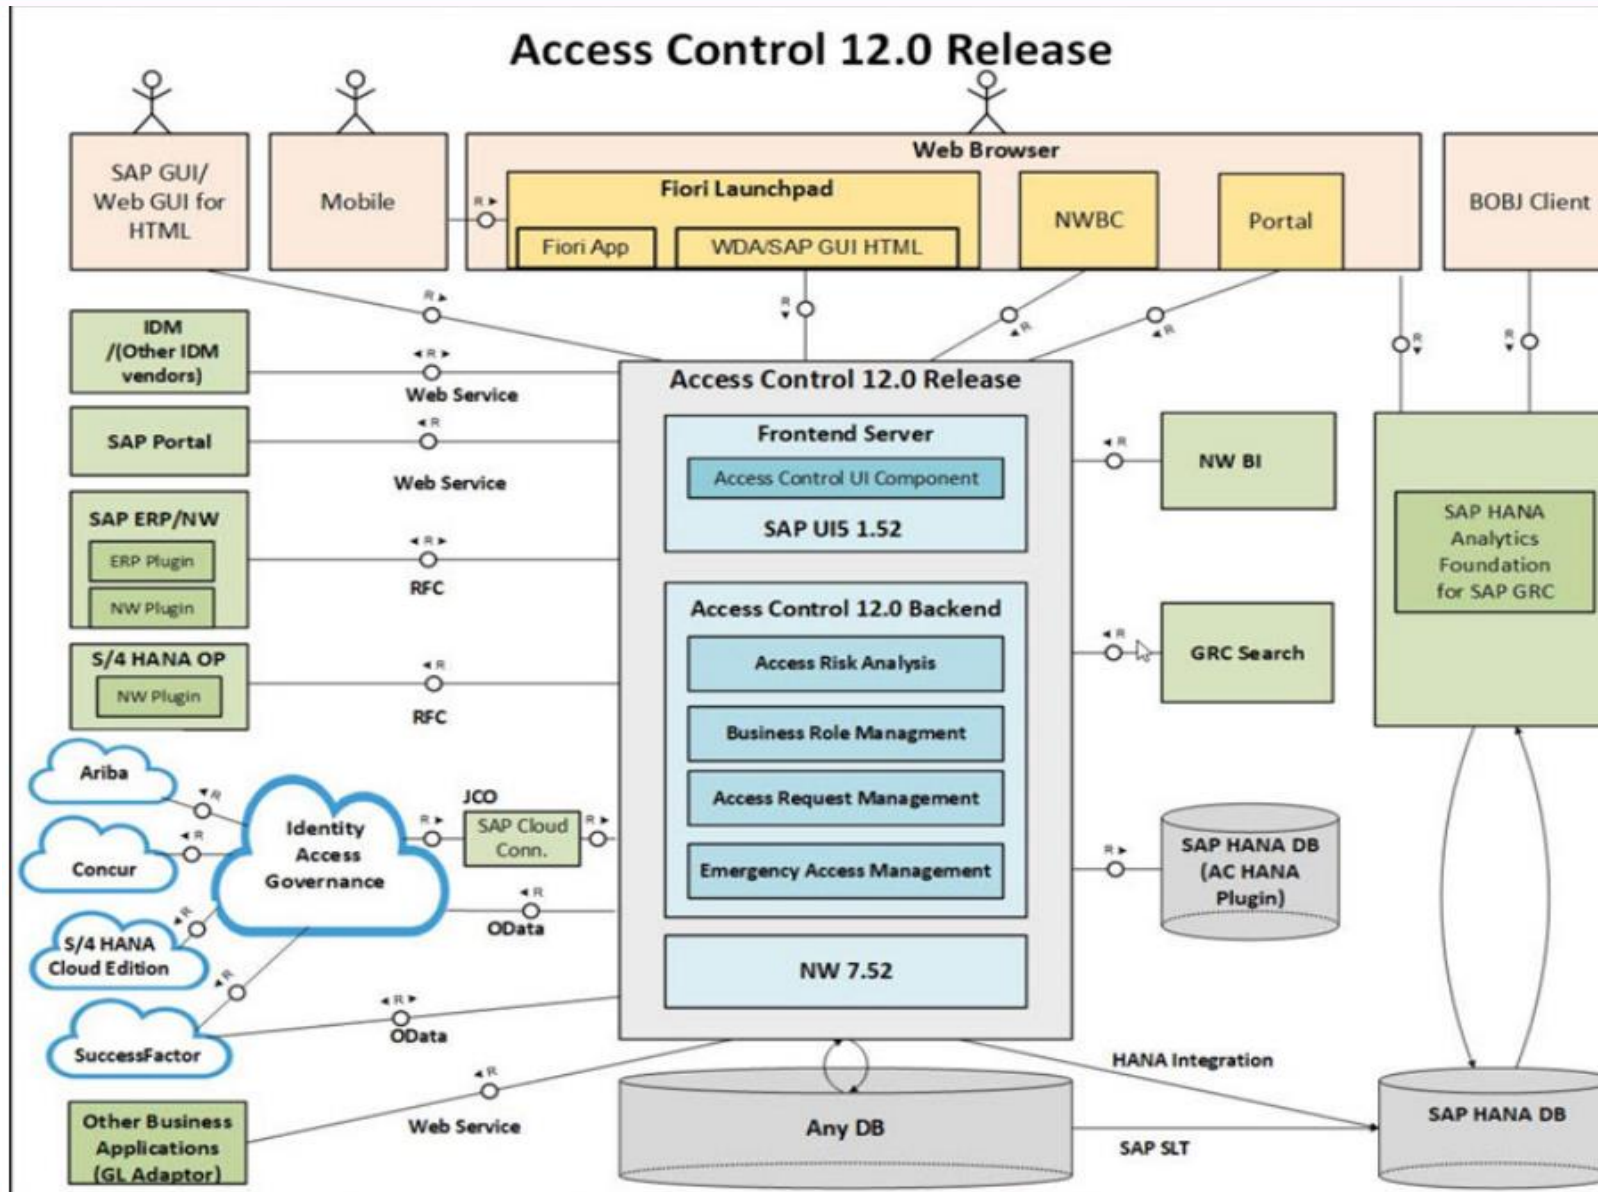 Access Control 12.0 Release
SAP GUI/
Web GUI for
HTML
Mobile
Web Browser
R
Fiori Launchpad
Fiori App
WDA/SAP GUI HTML
NWBC
Portal
BOBJ Client
R
R
R
R
R
R
IDM
/(Other IDM
vendors)
R
Web Service
SAP Portal
R
Web Service
SAP ERP/NW
ERP Plugin
NW Plugin
R
RFC
S/4 HANA OP
NW Plugin
R
RFC
Access Control 12.0 Release
Frontend Server
Access Control UI Component
SAP UI5 1.52
Access Control 12.0 Backend
Access Risk Analysis
Business Role Managment
Access Request Management
Emergency Access Management
NW 7.52
R
NW BI
R
GRC Search
SAP HANA
Analytics
Foundation
for SAP GRC
R
SAP HANA DB
(AC HANA
Plugin)
Ariba
R
Concur
R
S/4 HANA
Cloud Edition
R
SuccessFactor
R
Identity
Access
Governance
R
JCO
SAP Cloud
Conn.
R
R
OData
R
OData
Other Business
Applications
(GL Adaptor)
R
Web Service
Any DB
HANA Integration
SAP SLT
SAP HANA DB